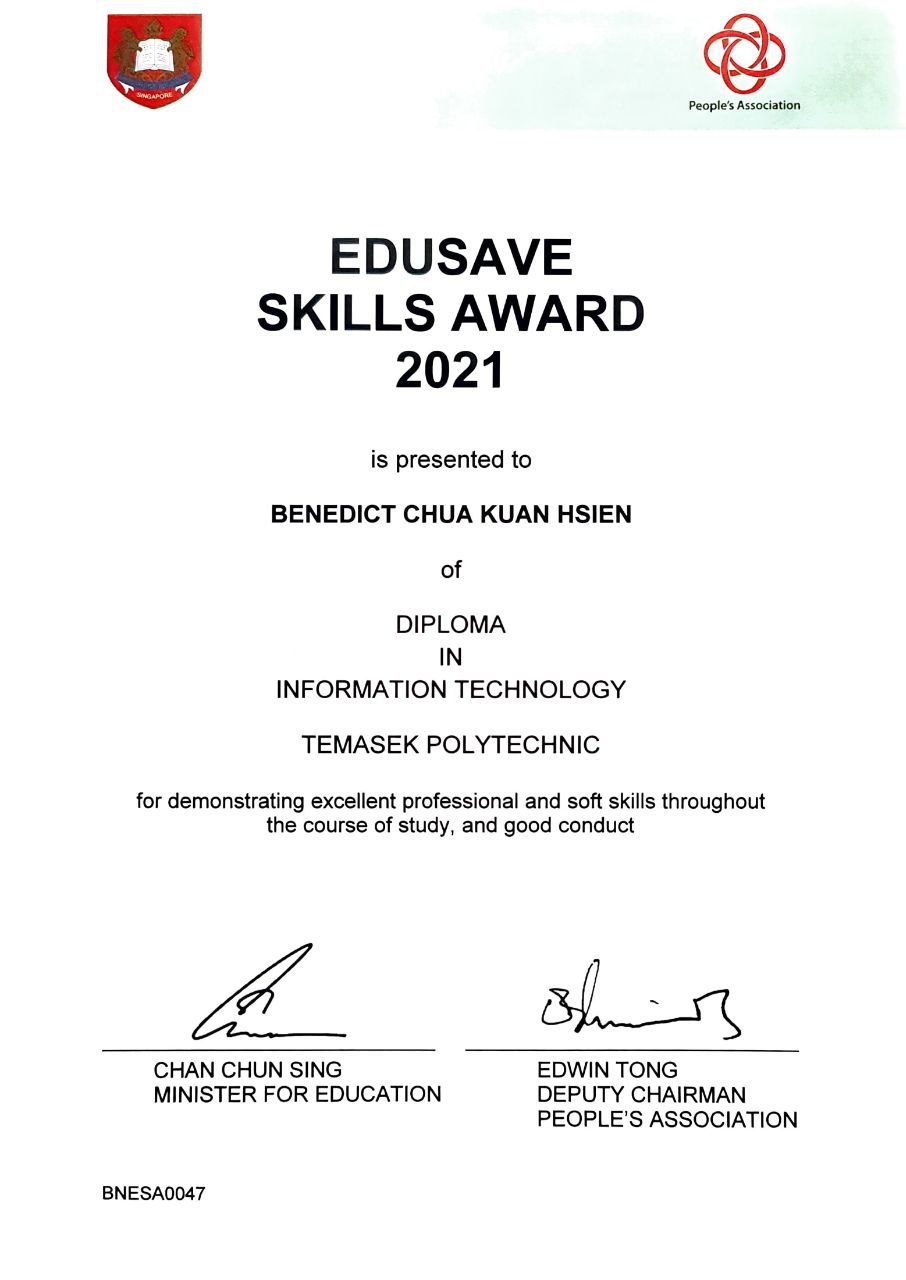 SINGAPORE
People's Association
EDUSAVE
SKILLS AWARD
2021
is presented to
BENEDICT CHUA KUAN HSIEN
of
DIPLOMA
IN
INFORMATION TECHNOLOGY
TEMASEK POLYTECHNIC
for demonstrating excellent professional and soft skills throughout
the course of study, and good conduct
CHAN CHUN SING
MINISTER FOR EDUCATION
EDWIN TONG
DEPUTY CHAIRMAN
PEOPLE'S ASSOCIATION
BNESA0047